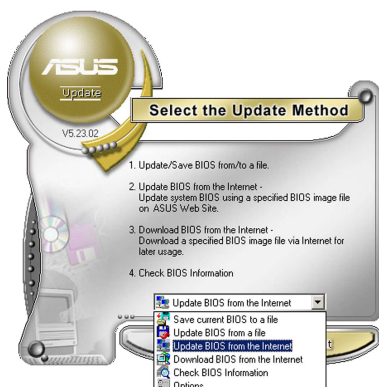 ASUS
Update
V5.23.02
Select the Update Method
1. Update/Save BIOS from/to a file.
2. Update BIOS from the Internet -
Update system BIOS using a specified BIOS image file
on ASUS Web Site.
3. Download BIOS from the Internet -
Download a specified BIOS image file via Internet for
later usage.
4. Check BIOS Information
Update BIOS from the Internet
Save current BIOS to a file
Update BIOS from a file
Update BIOS from the Internet
Download BIOS from the Internet
Check BIOS Information
Options